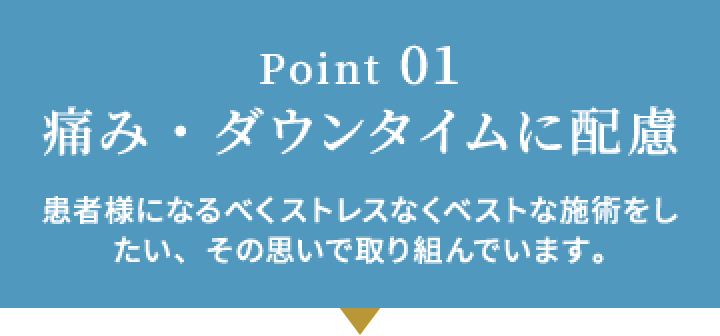 Point 01
痛み・ダウンタイムに配慮
患者様になるべくストレスなくベストな施術をし
たい、その思いで取り組んでいます。